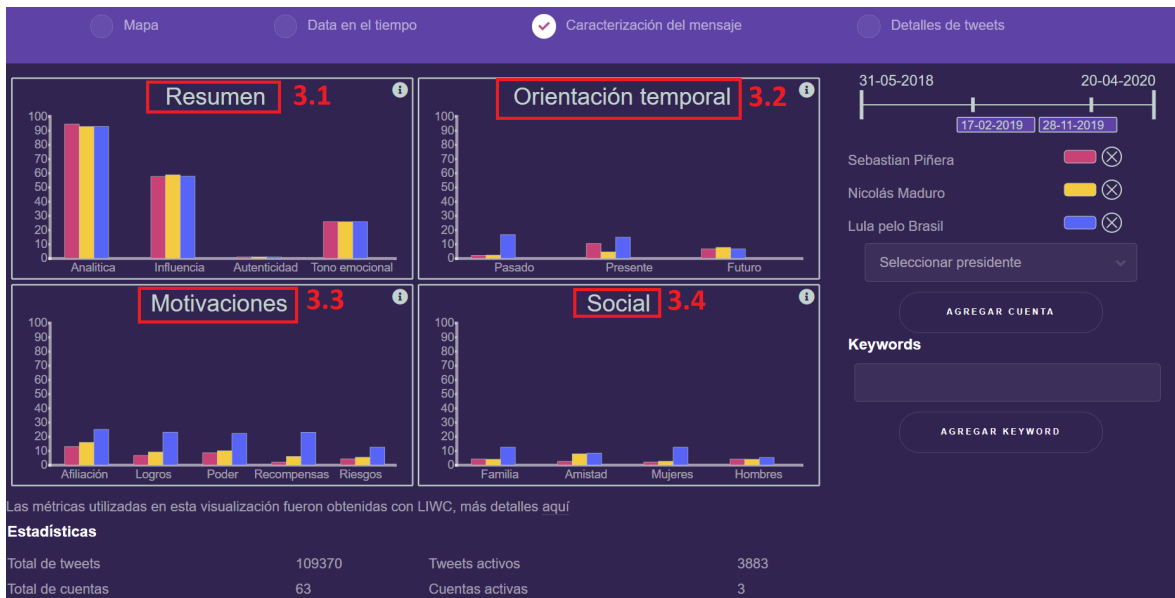 Mapa
Data en el tiempo
Caracterización del mensaje
Detalles de tweets
Resumen 3.1
100
90
80
70
60
50
40
30
20
10
0
Analitica Influencia Autenticidad Tono emocional
Orientación temporal 3.2
100
90
80
70
60
50
40
30
20
10
0
Pasado Presente Futuro
Motivaciones 3.3
100
90
80
70
60
50
40
30
20
10
0
Afiliación Logros Poder Recompensas Riesgos
Social 3.4
100
90
80
70
60
50
40
30
20
10
0
Familia Amistad Mujeres Hombres
31-05-2018 20-04-2020
17-02-2019 28-11-2019
Sebastian Piñera
Nicolás Maduro
Lula pelo Brasil
Seleccionar presidente
AGREGAR CUENTA
Keywords
AGREGAR KEYWORD
Las métricas utilizadas en esta visualización fueron obtenidas con LIWC, más detalles aquí
Estadísticas
Total de tweets 109370 Tweets activos 3883
Total de cuentas 63 Cuentas activas 3